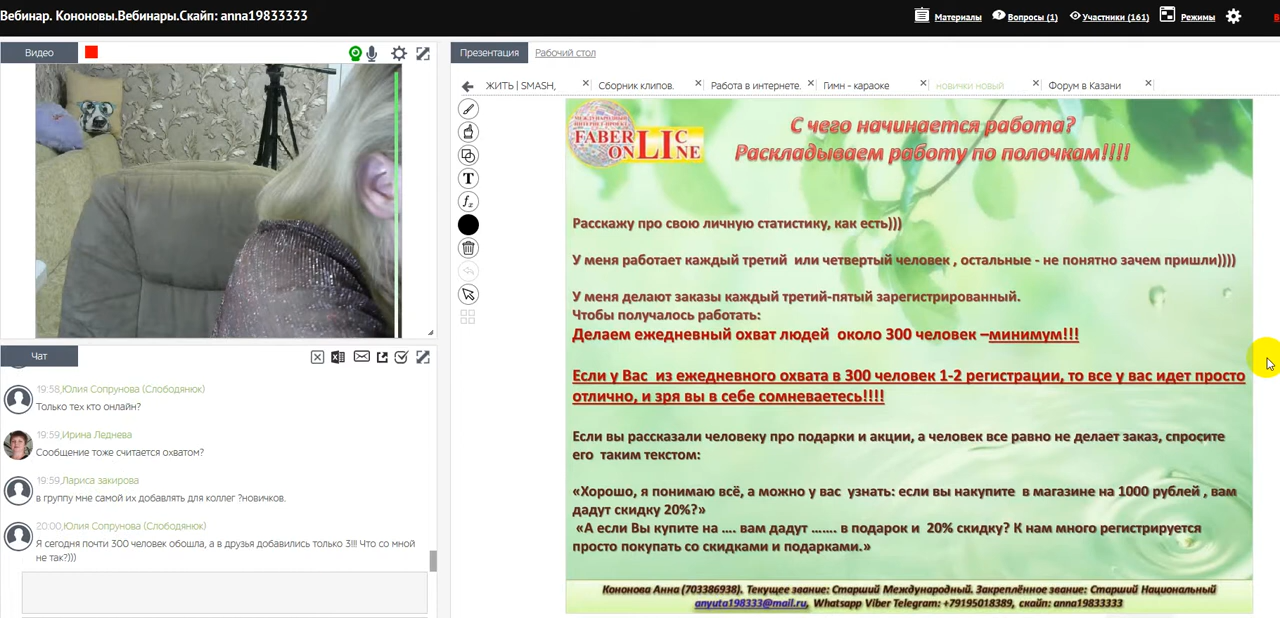 Вебинар. Кононовы.Вебинары.Скайп: anna19833333
Материалы
Вопросы (1)
Участники (161)
Режимы
Видео
Презентация
Рабочий стол
ЖИТЬ | SMASH,
Сборник клипов.
Работа в интернете.
Гимн - караоке
новички новый
Форум в Казани
МЕЖДУНАРОДНЫЙ
ИНТЕРНЕТ-ПРОЕКТ
FABERLIC
ONLINE
С чего начинается работа?
Раскладываем работу по полочкам!!!!
Расскажу про свою личную статистику, как есть)))
У меня работает каждый третий или четвертый человек , остальные - не понятно зачем пришли))))
У меня делают заказы каждый третий-пятый зарегистрированный.
Чтобы получалось работать:
Делаем ежедневный охват людей около 300 человек –минимум!!!
Если у Вас из ежедневного охвата в 300 человек 1-2 регистрации, то все у вас идет просто
отлично, и зря вы в себе сомневаетесь!!!!
Если вы рассказали человеку про подарки и акции, а человек все равно не делает заказ, спросите
его таким текстом:
«Хорошо, я понимаю всё, а можно у вас узнать: если вы накупите в магазине на 1000 рублей , вам
дадут скидку 20%?»
«А если Вы купите на .... вам дадут ....... в подарок и 20% скидку? К нам много регистрируется
просто покупать со скидками и подарками.»
Кононова Анна (703386938). Текущее звание: Старший Международный. Закреплённое звание: Старший Национальный
anyuta198333@mail.ru, Whatsapp Viber Telegram: +79195018389, скайп: anna19833333
Чат
19:58,Юлия Сопрунова (Слободянюк)
Только тех кто онлайн?
19:59,Ирина Леднева
Сообщение тоже считается охватом?
19:59,Лариса закирова
в группу мне самой их добавлять для коллег ?новичков.
20:00,Юлия Сопрунова (Слободянюк)
Я сегодня почти 300 человек обошла, а в друзья добавились только 3!!! Что со мной
не так?)))